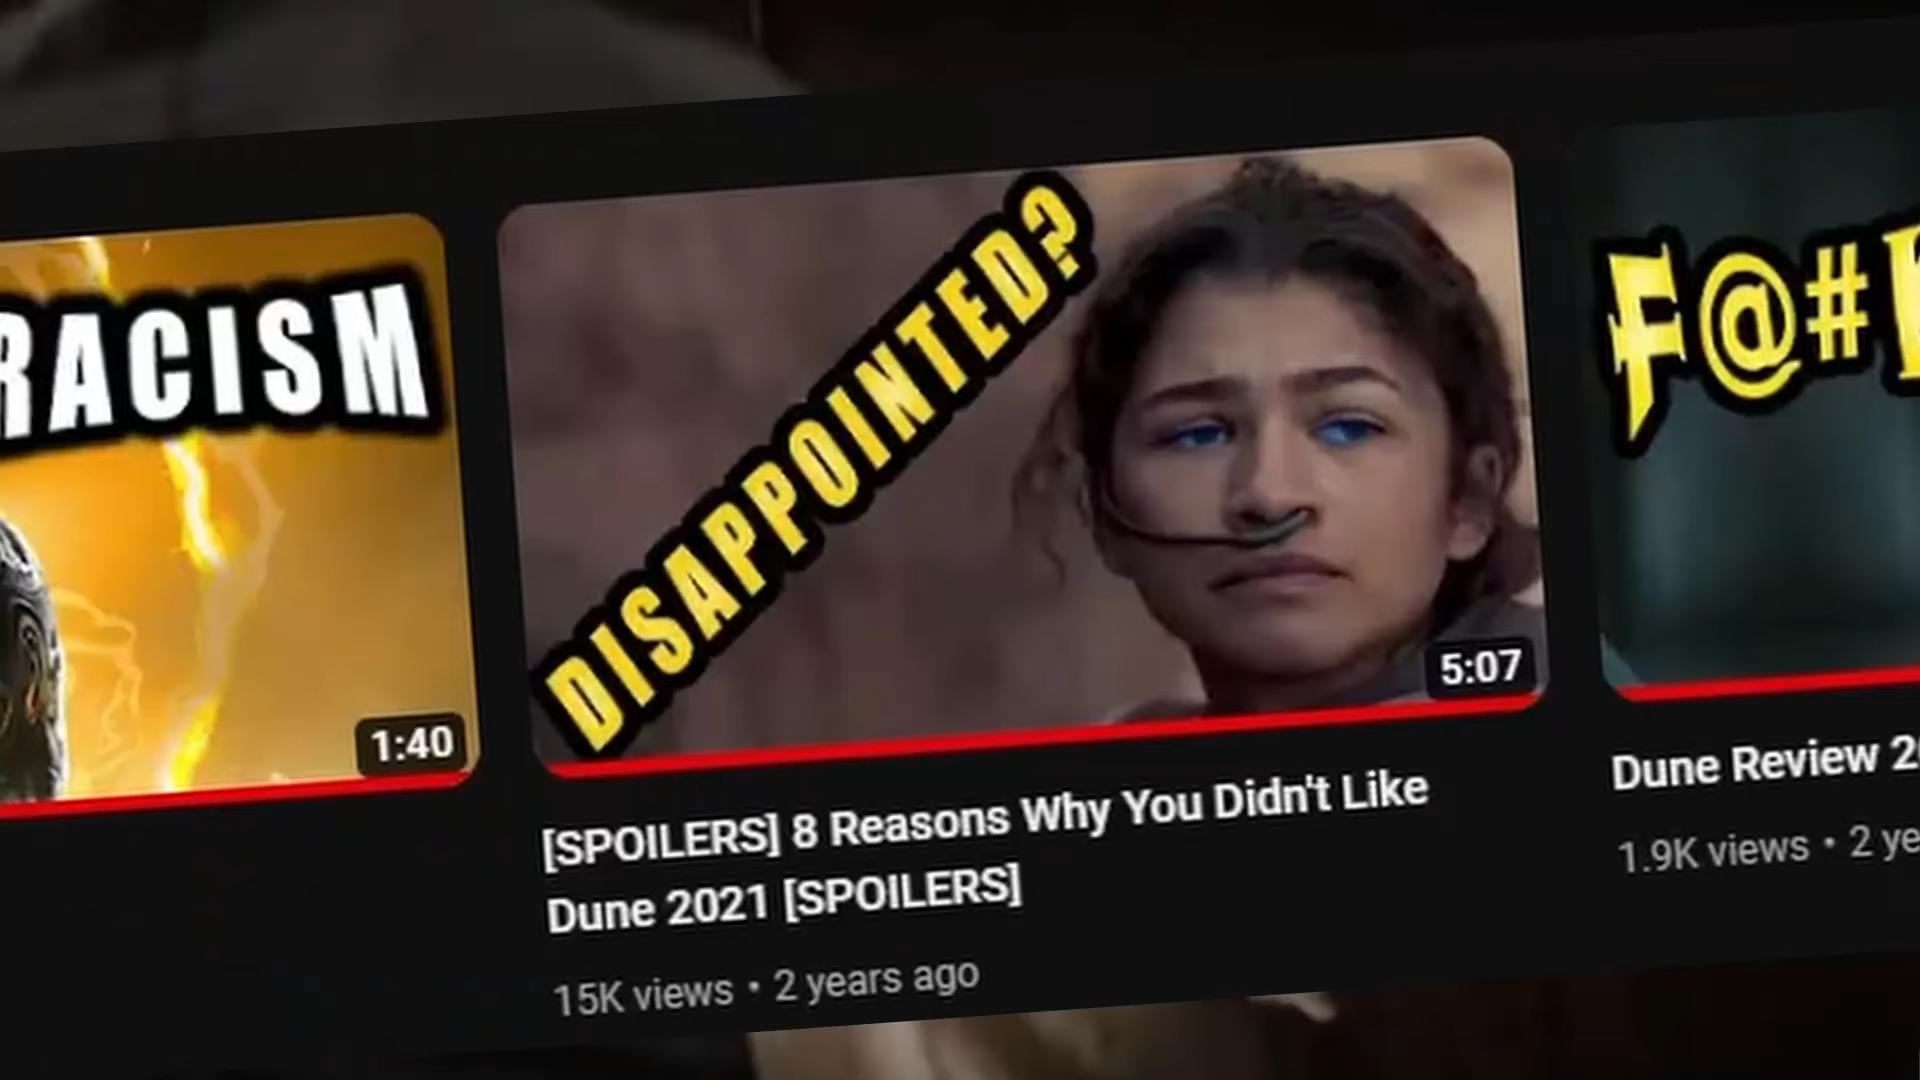 RACISM
1:40
DISAPPOINTED?
5:07
[SPOILERS] 8 Reasons Why You Didn't Like
Dune 2021 [SPOILERS]
15K views • 2 years ago
F@#
Dune Review
1.9K views • 2